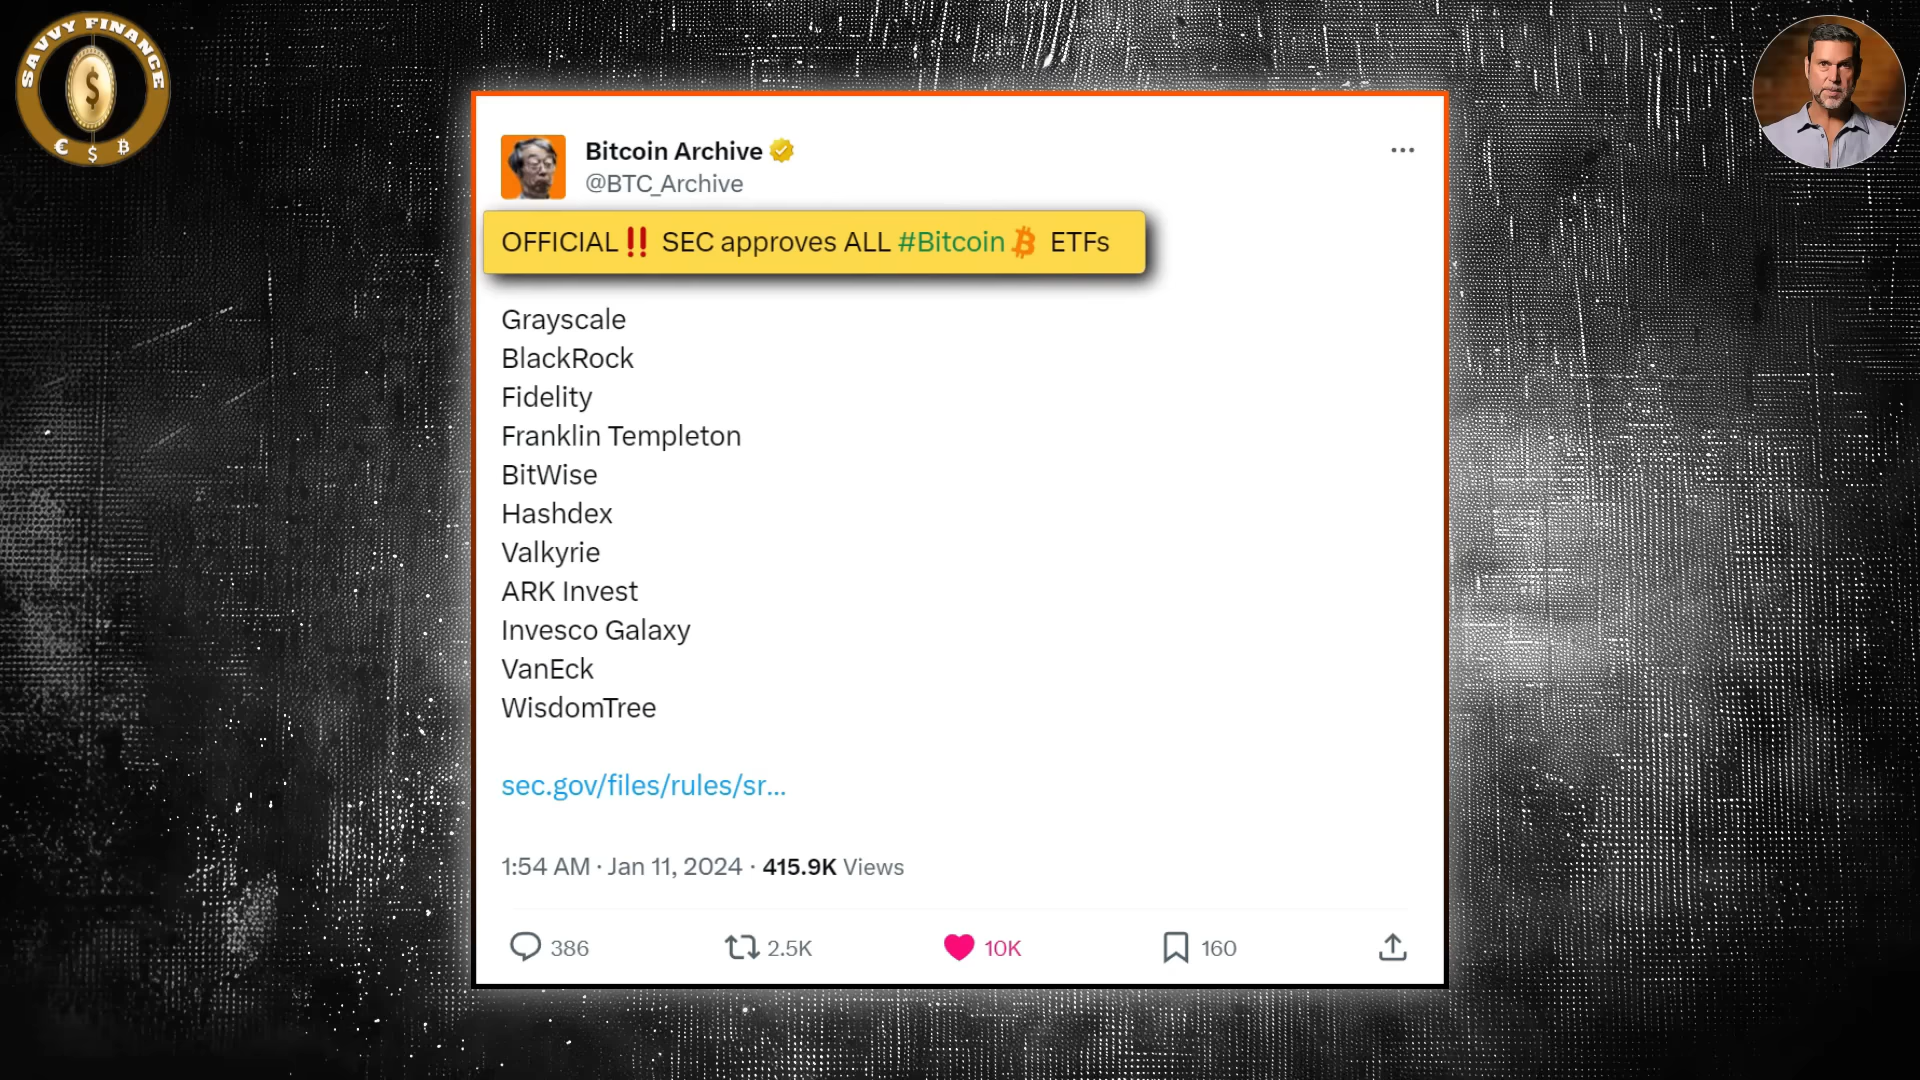 SAVVY FINANCE
$
€ $ ₿
Bitcoin Archive
@BTC_Archive
OFFICIAL‼️ SEC approves ALL #Bitcoin ₿ ETFs
Grayscale
BlackRock
Fidelity
Franklin Templeton
BitWise
Hashdex
Valkyrie
ARK Invest
Invesco Galaxy
VanEck
WisdomTree
sec.gov/files/rules/sr...
1:54 AM · Jan 11, 2024 · 415.9K Views
386 2.5K 10K 160